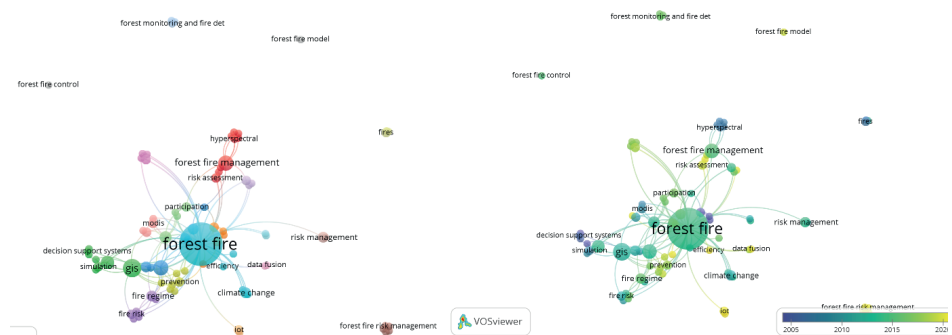 forest monitoring and fire det
forest fire model
forest fire control
fires
hyperspectral
forest fire management
risk assessment
participation
modis
forest fire
risk management
decision support systems
simulation
gis
efficiency
data fusion
prevention
climate change
fire regime
fire risk
iot
forest fire risk management
VOSviewer
forest monitoring and fire det
forest fire model
forest fire control
fires
hyperspectral
forest fire management
risk assessment
participation
modis
forest fire
risk management
decision support systems
simulation
gis
efficiency
data fusion
prevention
climate change
fire regime
fire risk
iot
forest fire risk management
2005 2010 2015